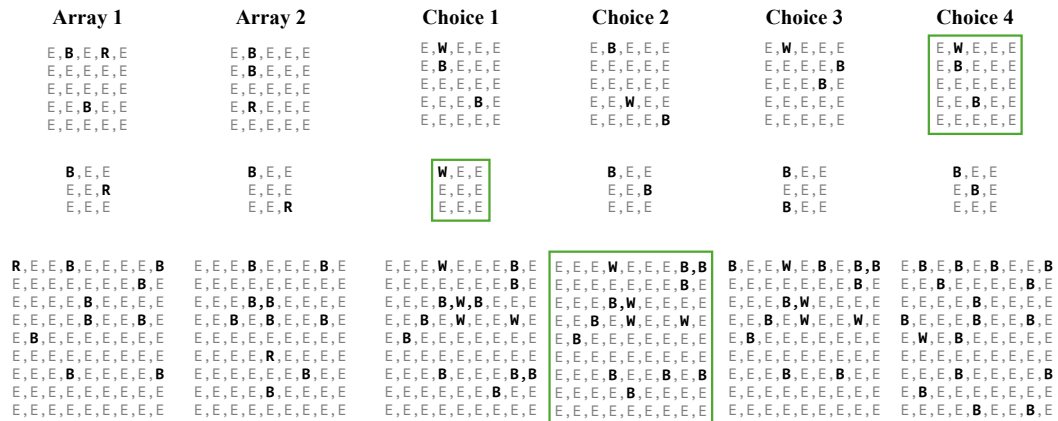 Array 1 Array 2 Choice 1 Choice 2 Choice 3 Choice 4
E,B,E,R,E E,B,E,E,E E,W,E,E,E E,B,E,E,E E,W,E,E,E E,W,E,E,E
E,E,E,E,E E,B,E,E,E E,B,E,E,E E,E,E,E,E E,E,E,E,B E,B,E,E,E
E,E,E,E,E E,E,E,E,E E,E,E,E,E E,E,E,E,E E,E,E,B,E E,E,E,E,E
E,E,B,E,E E,R,E,E,E E,E,E,B,E E,E,W,E,E E,E,E,E,E E,E,B,E,E
E,E,E,E,E E,E,E,E,E E,E,E,E,E E,E,E,E,B E,E,E,E,E E,E,E,E,E
B,E,E B,E,E W,E,E B,E,E B,E,E B,E,E
E,E,R E,E,E E,E,E E,E,B E,E,E E,B,E
E,E,E E,E,R E,E,E E,E,E B,E,E E,E,E
R,E,E,B,E,E,E,E,B E,E,E,B,E,E,E,B,E E,E,E,W,E,E,E,B,E E,E,E,W,E,E,E,B,B B,E,E,W,E,B,E,B,B E,B,E,B,E,B,E,E,B
E,E,E,E,E,E,E,B,E E,E,E,E,E,E,E,E,E E,E,E,E,E,E,E,B,E E,E,E,E,E,E,E,B,E E,E,E,E,E,E,E,B,E E,E,B,E,E,E,E,B,E
E,E,E,E,B,E,E,E,E E,E,E,B,B,E,E,E,E E,E,E,B,W,B,E,E,E E,E,E,B,W,E,E,E,E E,E,E,B,W,E,E,E,E E,E,E,E,B,E,E,E,E
E,E,E,E,B,E,E,B,E E,E,B,E,B,E,E,B,E E,E,B,E,W,E,E,W,E E,E,B,E,W,E,E,W,E E,E,B,E,W,E,E,W,E B,E,E,E,B,E,E,B,E
E,B,E,E,E,E,E,E,E E,E,E,E,E,E,E,E,E E,B,E,E,E,E,E,E,E E,B,E,E,E,E,E,E,E E,B,E,E,E,E,E,E,E E,W,E,B,E,E,E,E,E
E,E,E,E,E,E,E,E,E E,E,E,E,R,E,E,E,E E,E,E,E,E,E,E,E,E E,E,E,E,E,E,E,E,E E,E,E,E,E,E,E,E,E E,E,E,E,E,E,E,E,E
E,E,E,B,E,E,E,E,B E,E,E,E,E,E,B,E,E E,E,E,B,E,E,E,B,B E,E,E,B,E,E,B,E,B E,E,E,B,E,E,B,E,E E,E,E,B,E,E,E,E,B
E,E,E,E,E,E,E,E,E E,E,E,E,B,E,E,E,E E,E,E,E,E,E,B,E,E E,E,E,E,B,E,E,E,E E,E,E,E,E,E,E,E,E E,B,E,E,E,E,E,E,E
E,E,E,E,E,E,E,E,E E,E,E,E,E,E,E,E,E E,E,E,E,E,E,E,E,E E,E,E,E,E,E,E,E,E E,E,E,E,E,E,E,E,E E,E,E,E,B,E,E,B,E